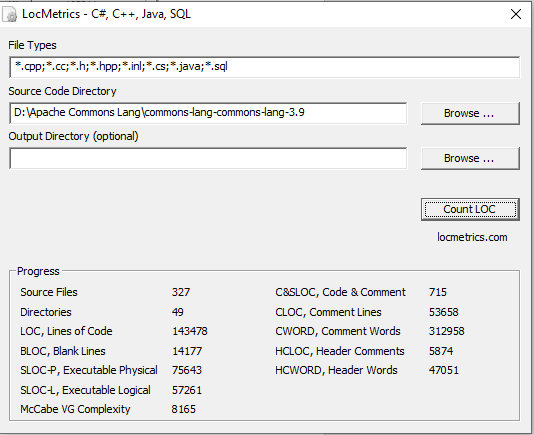 LocMetrics - C#, C++, Java, SQL
File Types
*.cpp;*.cc;*.h;*.hpp;*.inl;*.cs;*.java;*.sql
Source Code Directory
D:\Apache Commons Lang\commons-lang-commons-lang-3.9
Browse ...
Output Directory (optional)
Browse ...
Count LOC
locmetrics.com
Progress
Source Files 327 C&SLOC, Code & Comment 715
Directories 49 CLOC, Comment Lines 53658
LOC, Lines of Code 143478 CWORD, Comment Words 312958
BLOC, Blank Lines 14177 HCLOC, Header Comments 5874
SLOC-P, Executable Physical 75643 HCWORD, Header Words 47051
SLOC-L, Executable Logical 57261
McCabe VG Complexity 8165